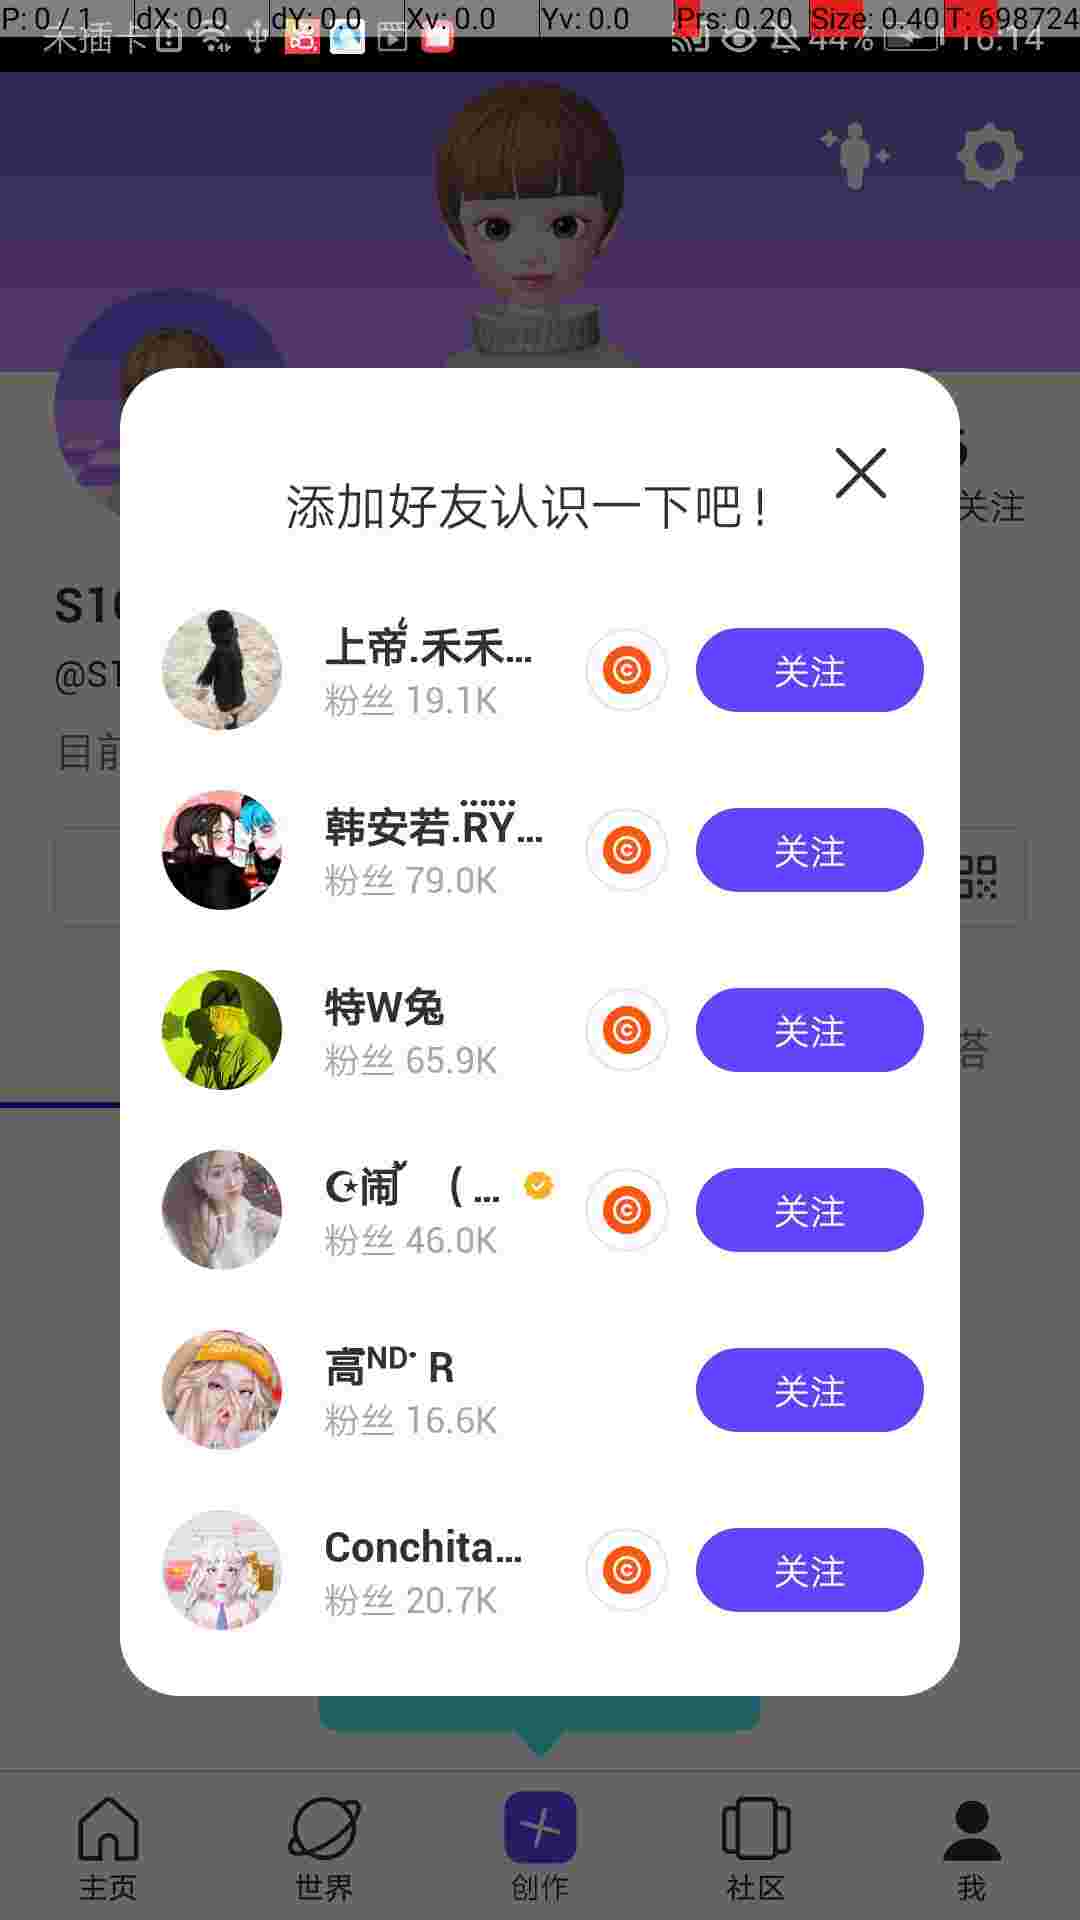 P: 0 / 1 dX: 0.0 dY: 0.0 Xv: 0.0 Yv: 0.0 Prs: 0.20 Size: 0.40 T: 698724
未插卡 44% 16:14
添加好友认识一下吧！
关注
S1
@S1
目前
上帝.禾禾...
粉丝 19.1K
关注
韩安若.RY...
粉丝 79.0K
关注
特W兔
粉丝 65.9K
关注
答
☪闹 ( ...
粉丝 46.0K
关注
高ᴺᴰ· R
粉丝 16.6K
关注
Conchita...
粉丝 20.7K
关注
主页 世界 创作 社区 我